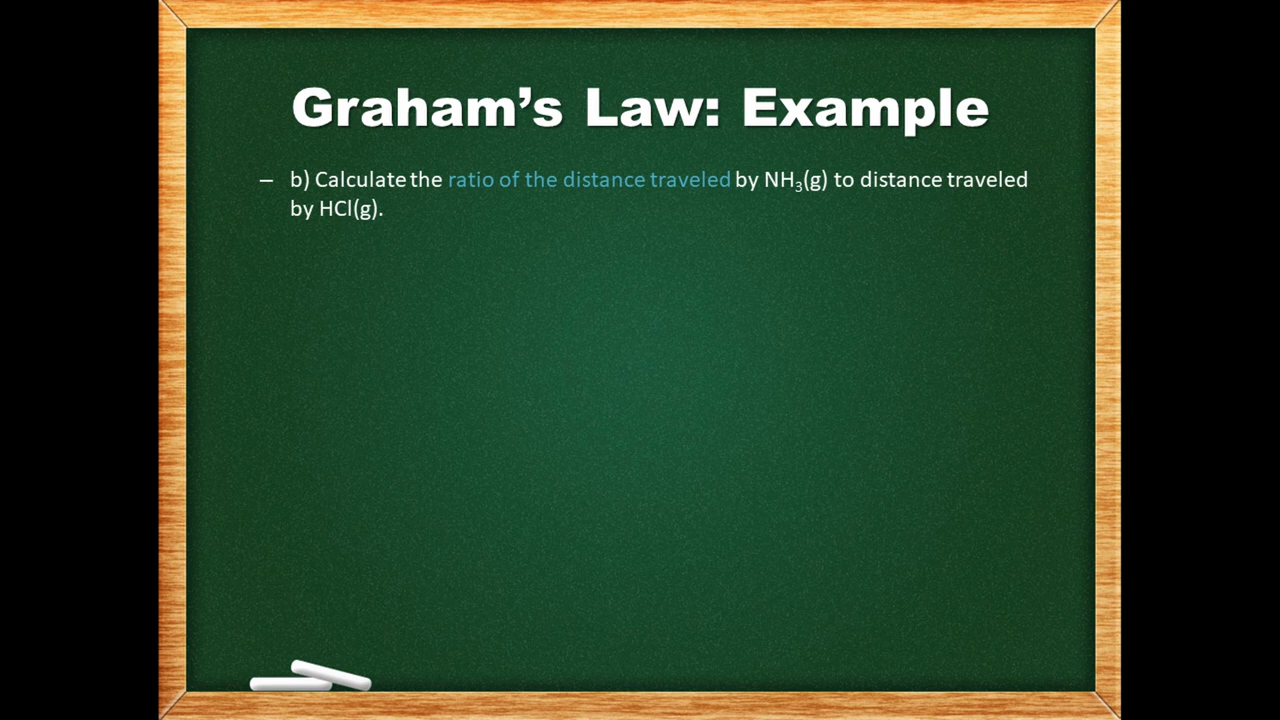 Graham’s Law: Example
– b) Calculate the ratio of the distance traveled by NH₃(g) to distance traveled
by HCl(g).